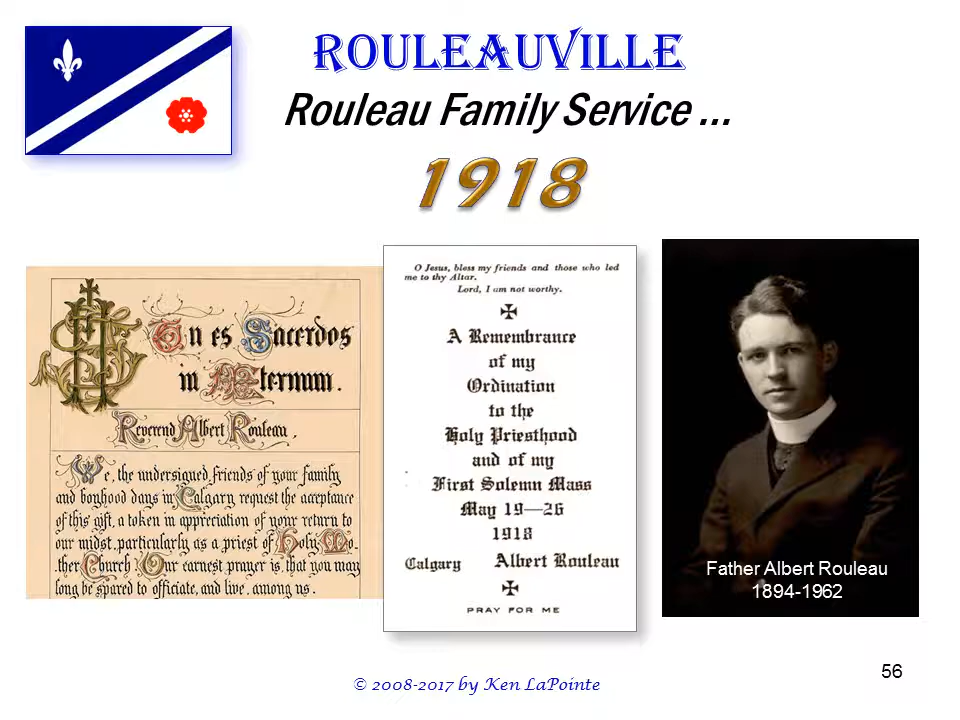 ROULEAUVILLE
Rouleau Family Service ...
1918
Tu es Sacerdos
in Æternum.
Reverend Albert Rouleau,
We, the undersigned, friends of your family
and boyhood days in Calgary request the acceptance
of this gift, a token in appreciation of your return to
our midst, particularly as a priest of Holy Mo-
ther Church. Our earnest prayer is, that you may
long be spared to officiate, and live, among us.
O Jesus, bless my friends and those who led
me to thy Altar.
Lord, I am not worthy.
A Remembrance
of my
Ordination
to the
Holy Priesthood
and of my
First Solemn Mass
May 19—26
1918
Calgary Albert Rouleau
PRAY FOR ME
Father Albert Rouleau
1894-1962
© 2008-2017 by Ken LaPointe
56